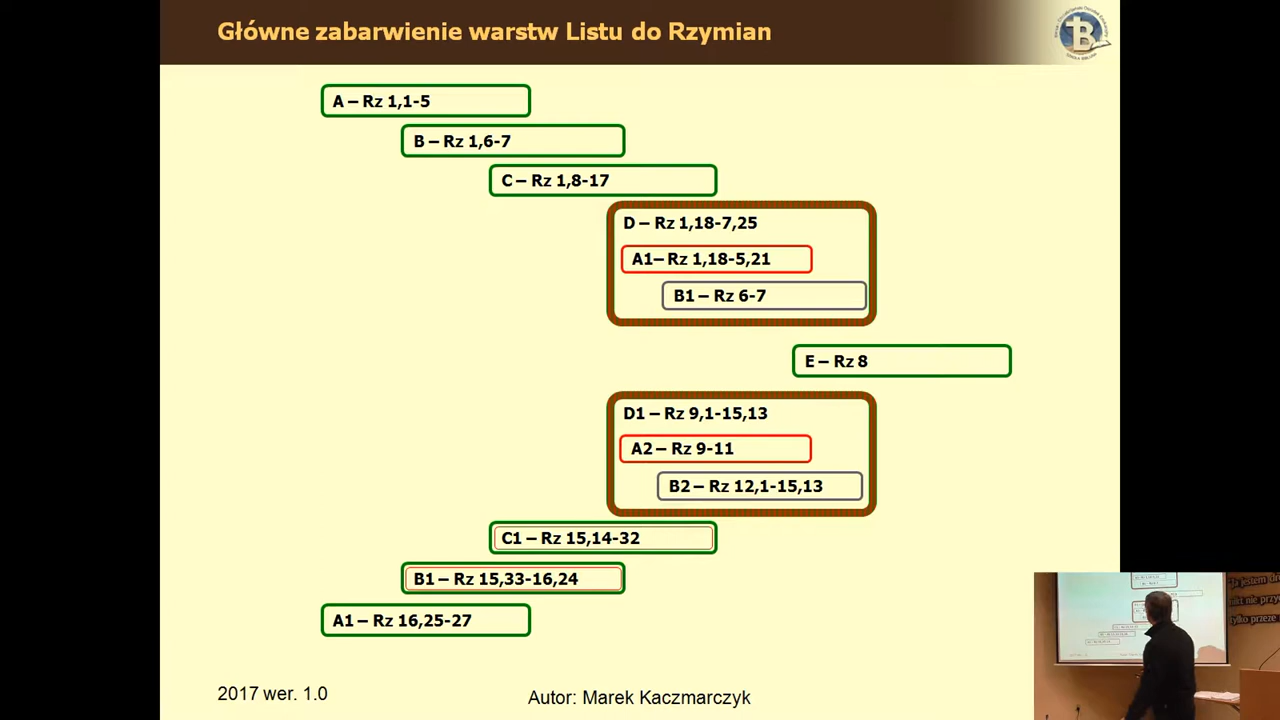 Główne zabarwienie warstw Listu do Rzymian
A – Rz 1,1-5
B – Rz 1,6-7
C – Rz 1,8-17
D – Rz 1,18-7,25
A1– Rz 1,18-5,21
B1 – Rz 6-7
E – Rz 8
D1 – Rz 9,1-15,13
A2 – Rz 9-11
B2 – Rz 12,1-15,13
C1 – Rz 15,14-32
B1 – Rz 15,33-16,24
A1 – Rz 16,25-27
2017 wer. 1.0
Autor: Marek Kaczmarczyk